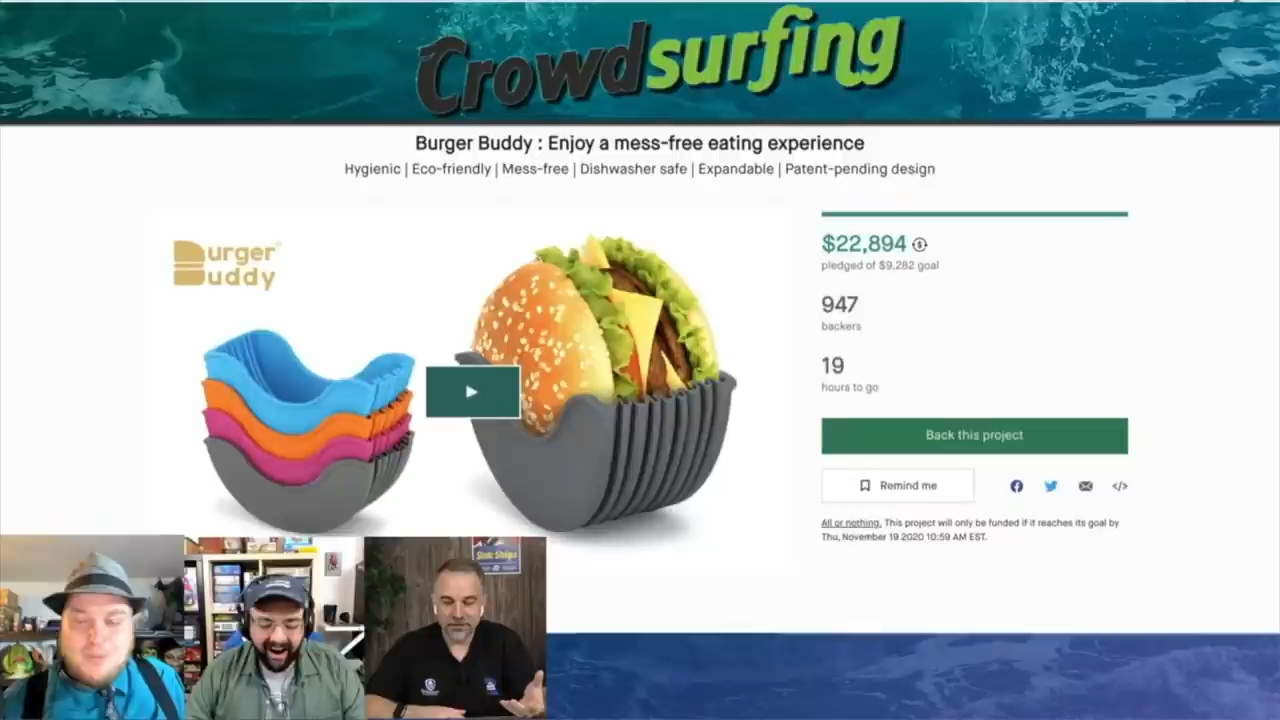 Crowdsurfing
Burger Buddy : Enjoy a mess-free eating experience
Hygienic | Eco-friendly | Mess-free | Dishwasher safe | Expandable | Patent-pending design
Burger
Buddy
$22,894
pledged of $9,282 goal
947
backers
19
hours to go
Back this project
Remind me
All or nothing. This project will only be funded if it reaches its goal by
Thu, November 19 2020 10:59 AM EST.